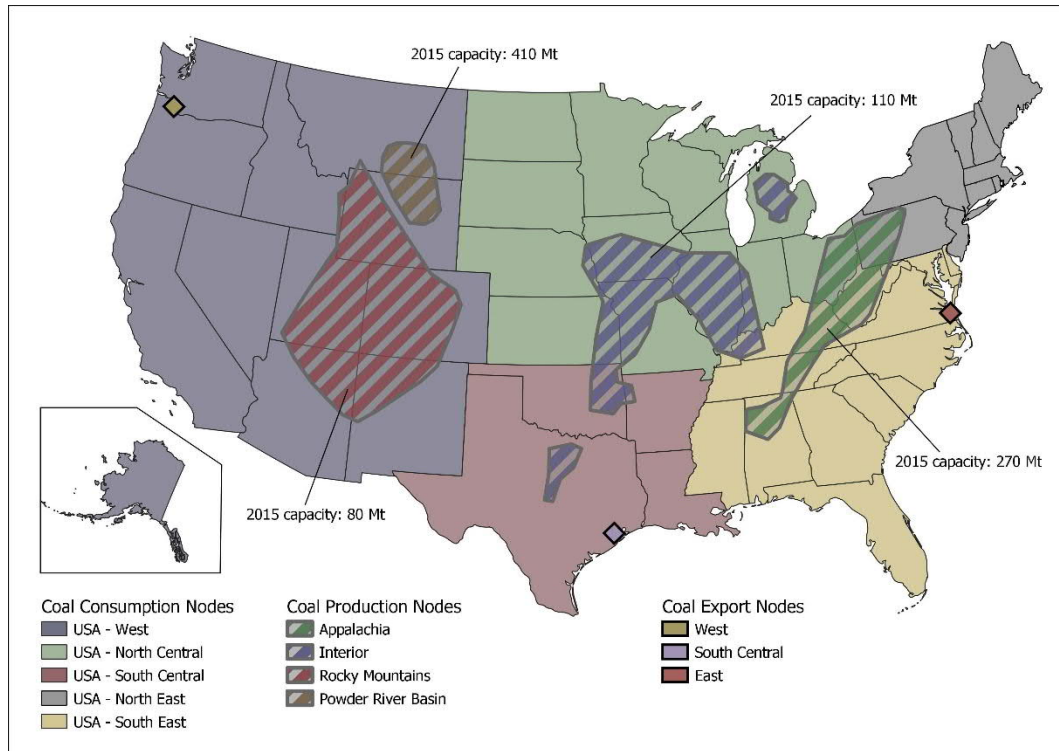 2015 capacity: 410 Mt
2015 capacity: 110 Mt
2015 capacity: 270 Mt
2015 capacity: 80 Mt
Coal Consumption Nodes
USA - West
USA - North Central
USA - South Central
USA - North East
USA - South East
Coal Production Nodes
Appalachia
Interior
Rocky Mountains
Powder River Basin
Coal Export Nodes
West
South Central
East